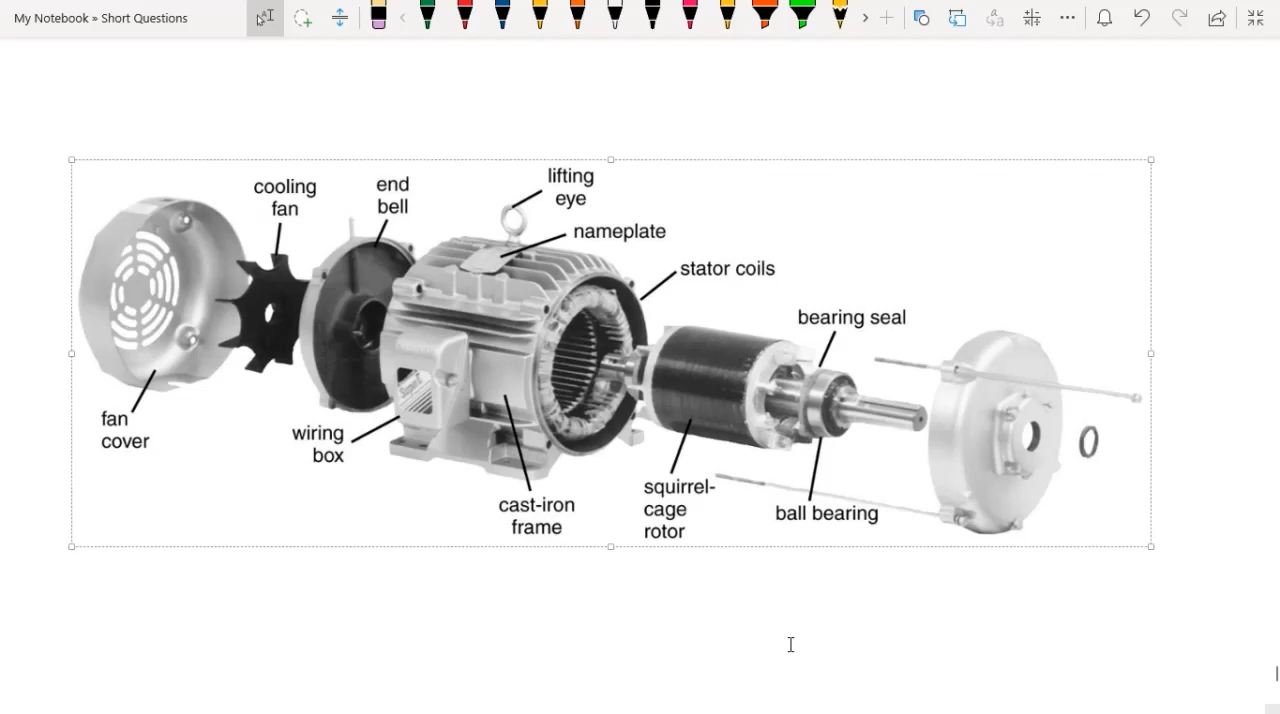 My Notebook » Short Questions
cooling
fan
end
bell
lifting
eye
nameplate
stator coils
bearing seal
fan
cover
wiring
box
cast-iron
frame
squirrel-
cage
rotor
ball bearing